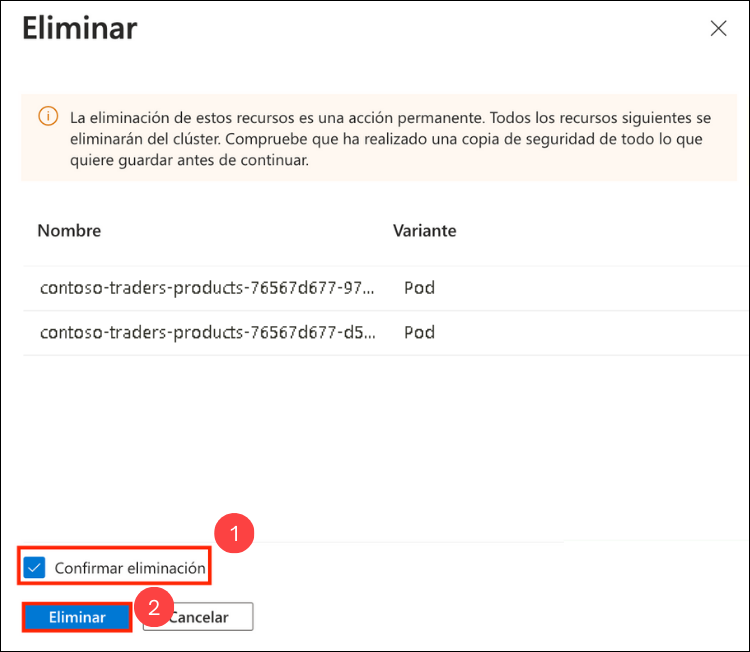 Eliminar
La eliminación de estos recursos es una acción permanente. Todos los recursos siguientes se
eliminarán del clúster. Compruebe que ha realizado una copia de seguridad de todo lo que
quiere guardar antes de continuar.
Nombre Variante
contoso-traders-products-76567d677-97... Pod
contoso-traders-products-76567d677-d5... Pod
1
Confirmar eliminación
Eliminar 2 Cancelar